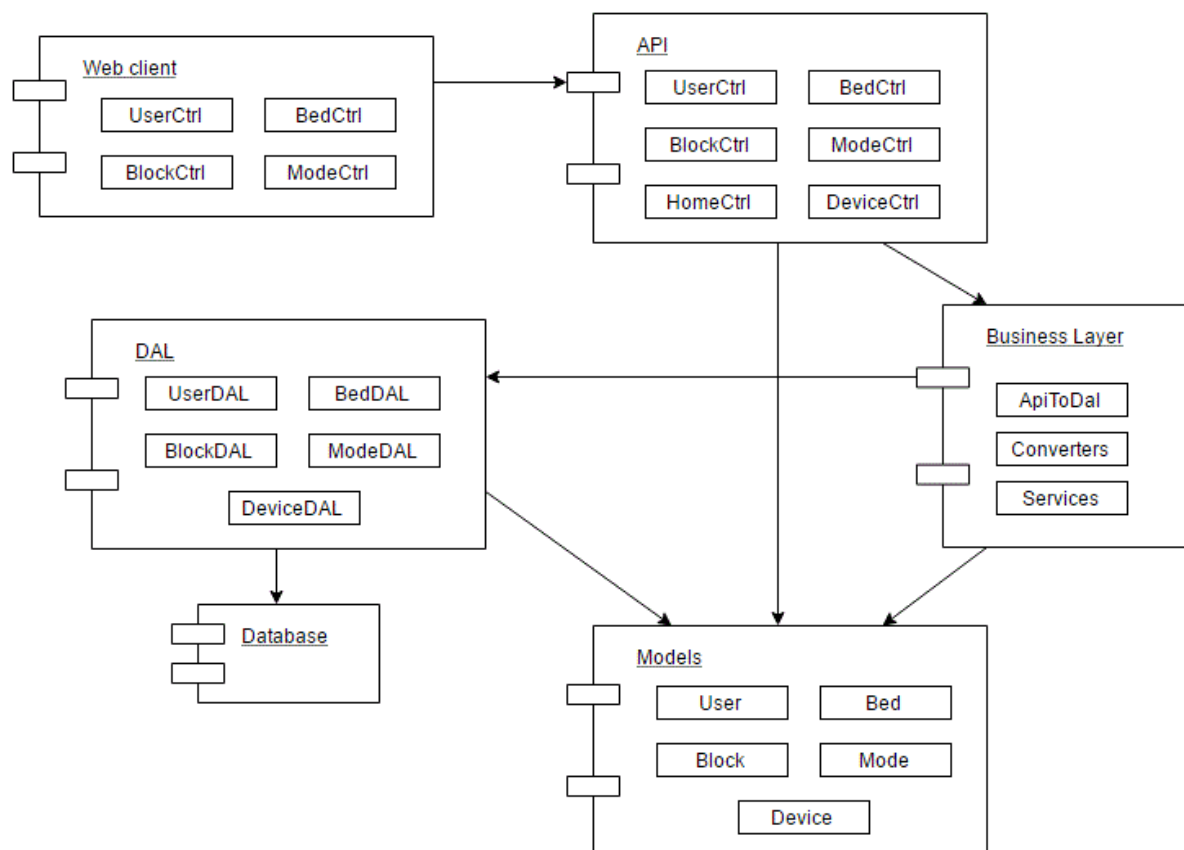 Web client
UserCtrl BedCtrl
BlockCtrl ModeCtrl
API
UserCtrl BedCtrl
BlockCtrl ModeCtrl
HomeCtrl DeviceCtrl
DAL
UserDAL BedDAL
BlockDAL ModeDAL
DeviceDAL
Business Layer
ApiToDal
Converters
Services
Database
Models
User Bed
Block Mode
Device